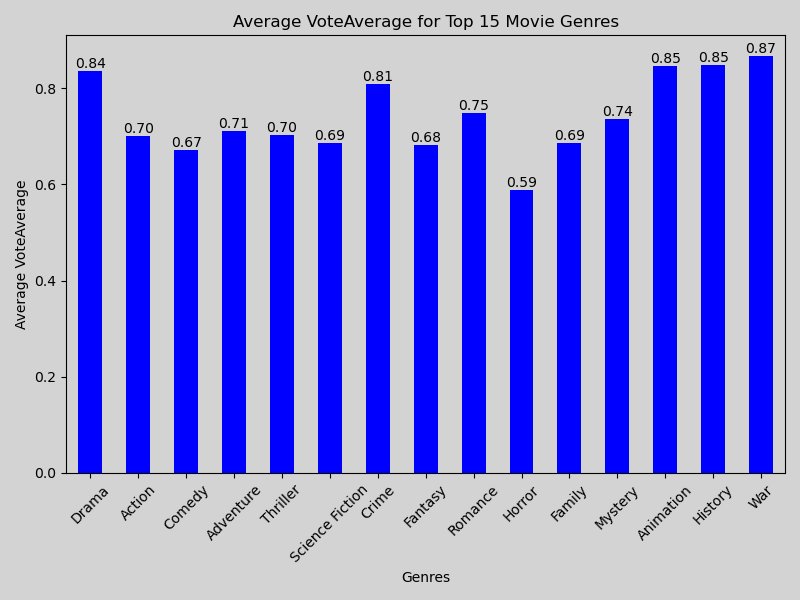 Average VoteAverage for Top 15 Movie Genres
Average VoteAverage
0.8
0.6
0.4
0.2
0.0
0.84
0.70
0.67
0.71
0.70
0.69
0.81
0.68
0.75
0.59
0.69
0.74
0.85
0.85
0.87
Drama
Action
Comedy
Adventure
Thriller
Science Fiction
Crime
Fantasy
Romance
Horror
Family
Mystery
Animation
History
War
Genres